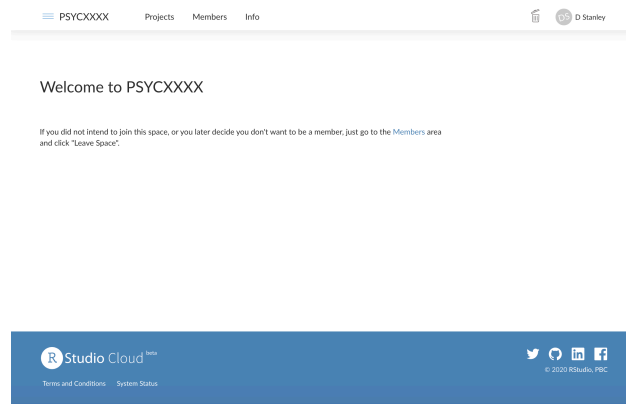 PSYCXXXX Projects Members Info DS D Stanley
Welcome to PSYCXXXX
If you did not intend to join this space, or you later decide you don't want to be a member, just go to the Members area
and click "Leave Space".
R Studio Cloud beta
© 2020 RStudio, PBC
Terms and Conditions System Status